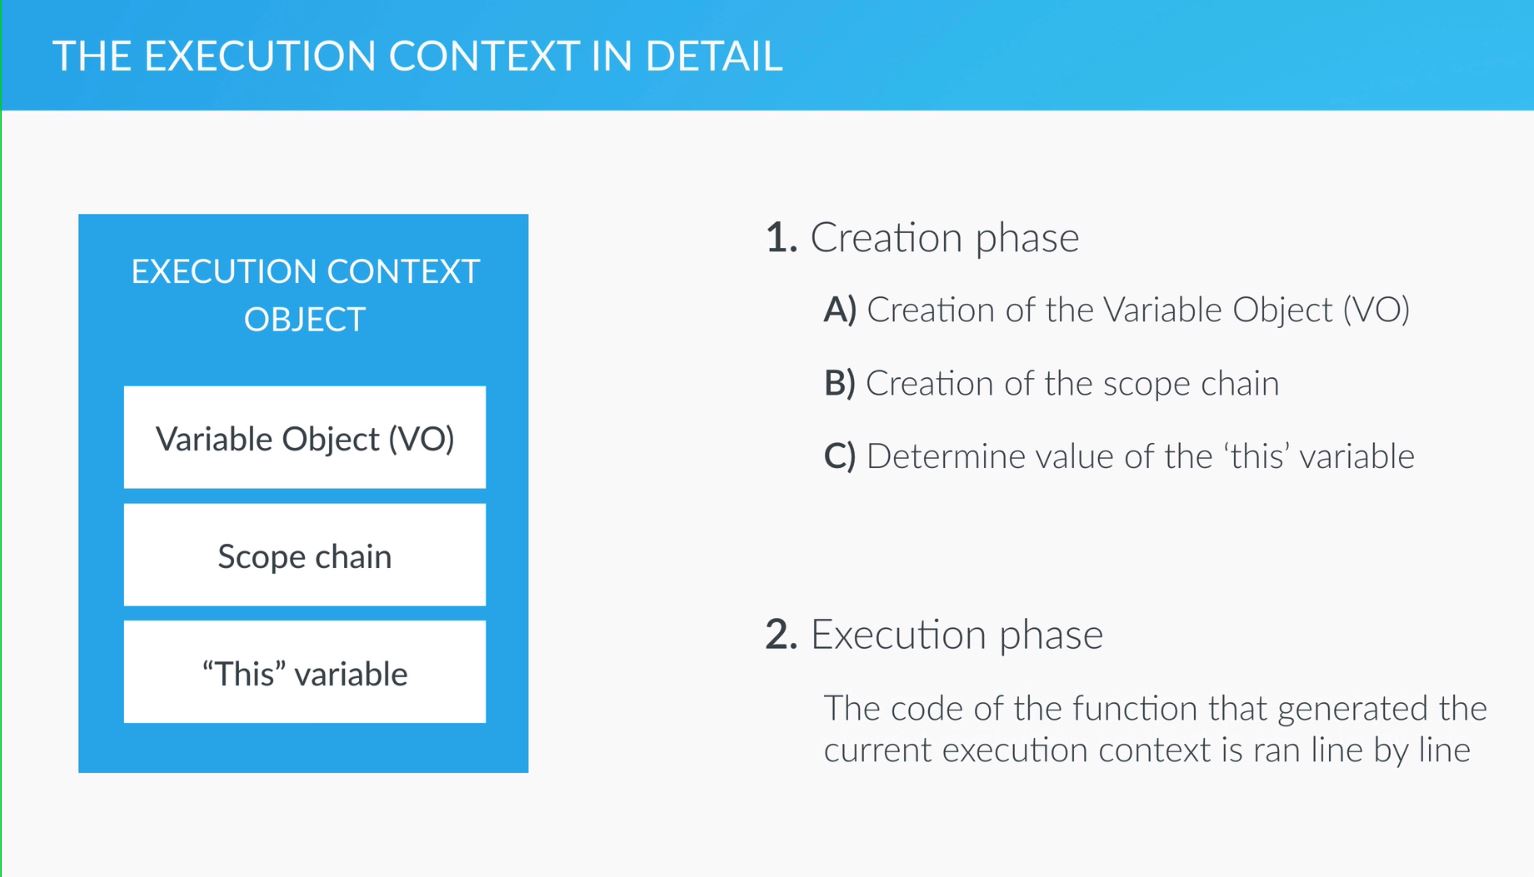 THE EXECUTION CONTEXT IN DETAIL
EXECUTION CONTEXT
OBJECT
Variable Object (VO)
Scope chain
“This” variable
1. Creation phase
A) Creation of the Variable Object (VO)
B) Creation of the scope chain
C) Determine value of the ‘this’ variable
2. Execution phase
The code of the function that generated the
current execution context is ran line by line